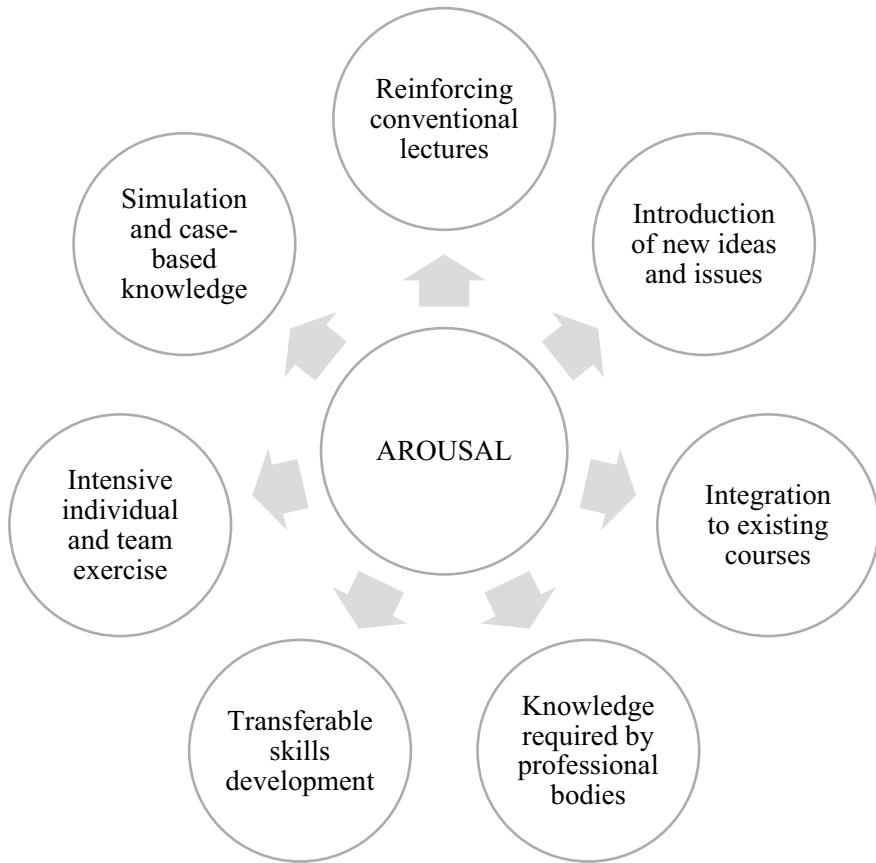 Reinforcing
conventional
lectures
Introduction
of new ideas
and issues
Integration
to existing
courses
Knowledge
required by
professional
bodies
Transferable
skills
development
Intensive
individual
and team
exercise
Simulation
and case-
based
knowledge
AROUSAL